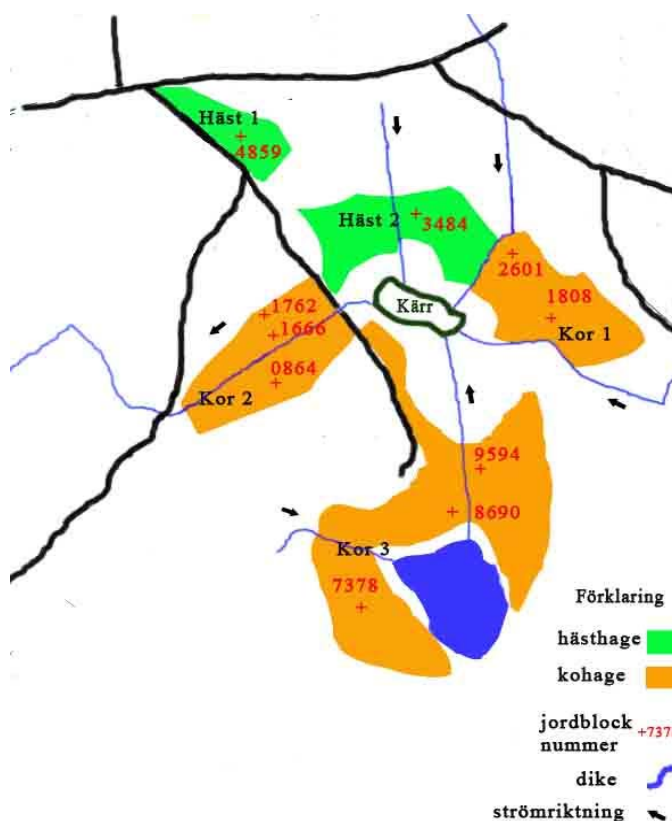 Häst 1
4859
Häst 2
3484
2601
1808
Kor 1
Kärr
1762
1666
0864
Kor 2
9594
8690
Kor 3
7378
Förklaring
hästhage
kohage
jordblock
nummer
+737
dike
strömriktning